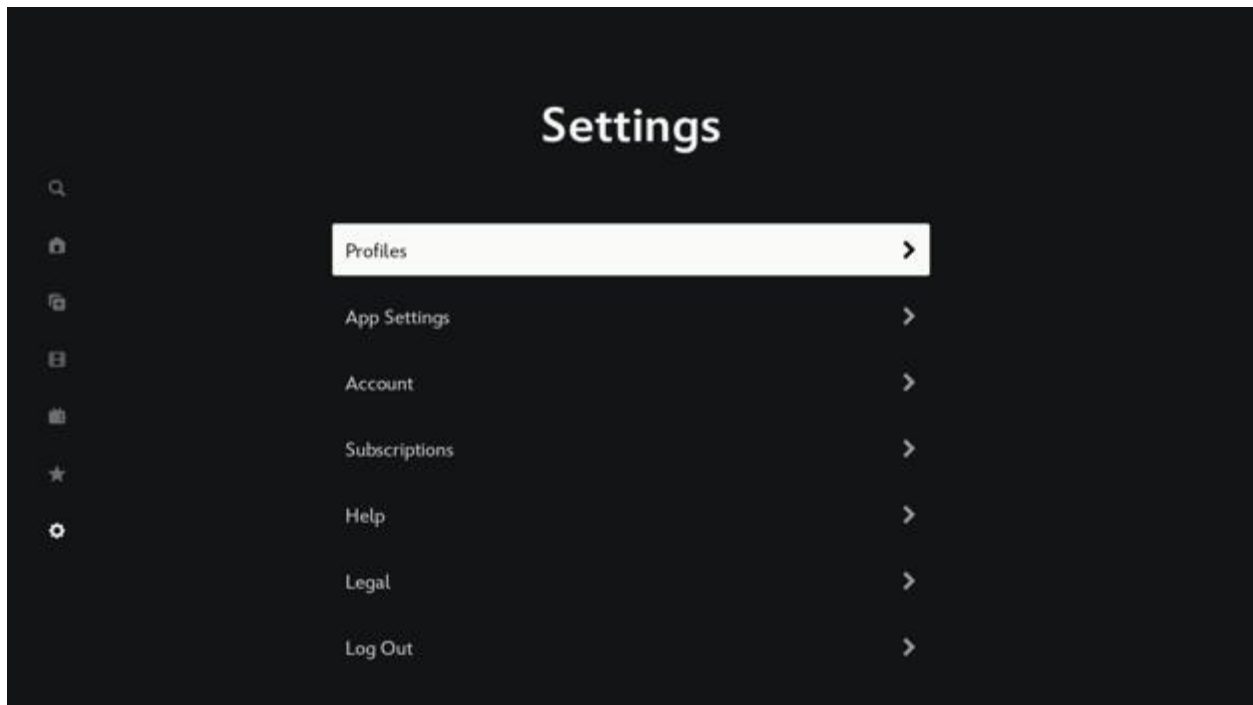 Settings
Profiles
App Settings
Account
Subscriptions
Help
Legal
Log Out